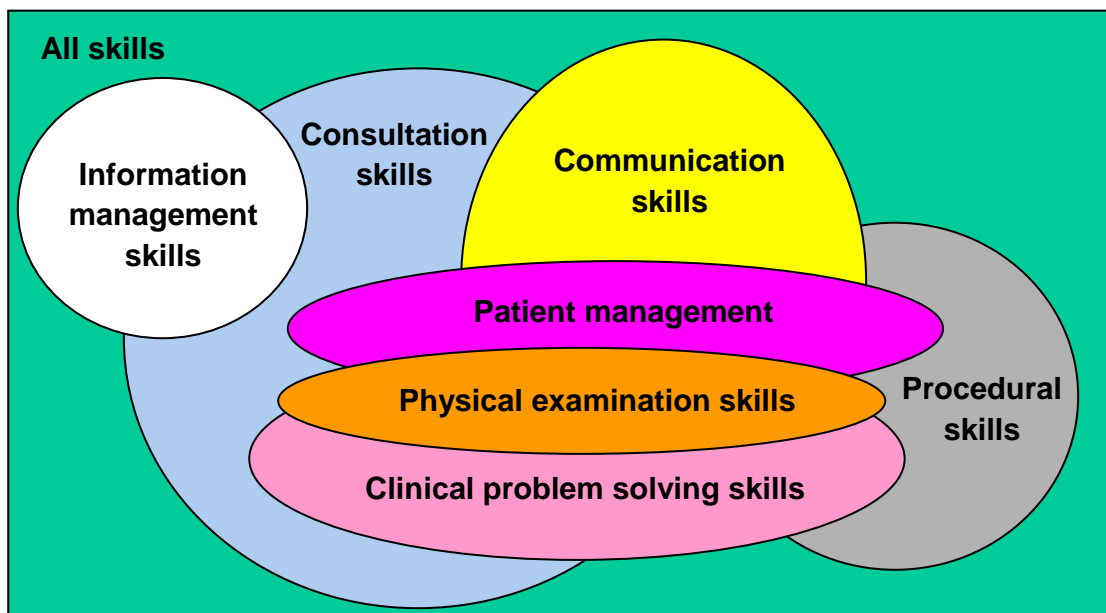 All skills
Information
management
skills
Consultation
skills
Communication
skills
Patient management
Physical examination skills
Procedural
skills
Clinical problem solving skills